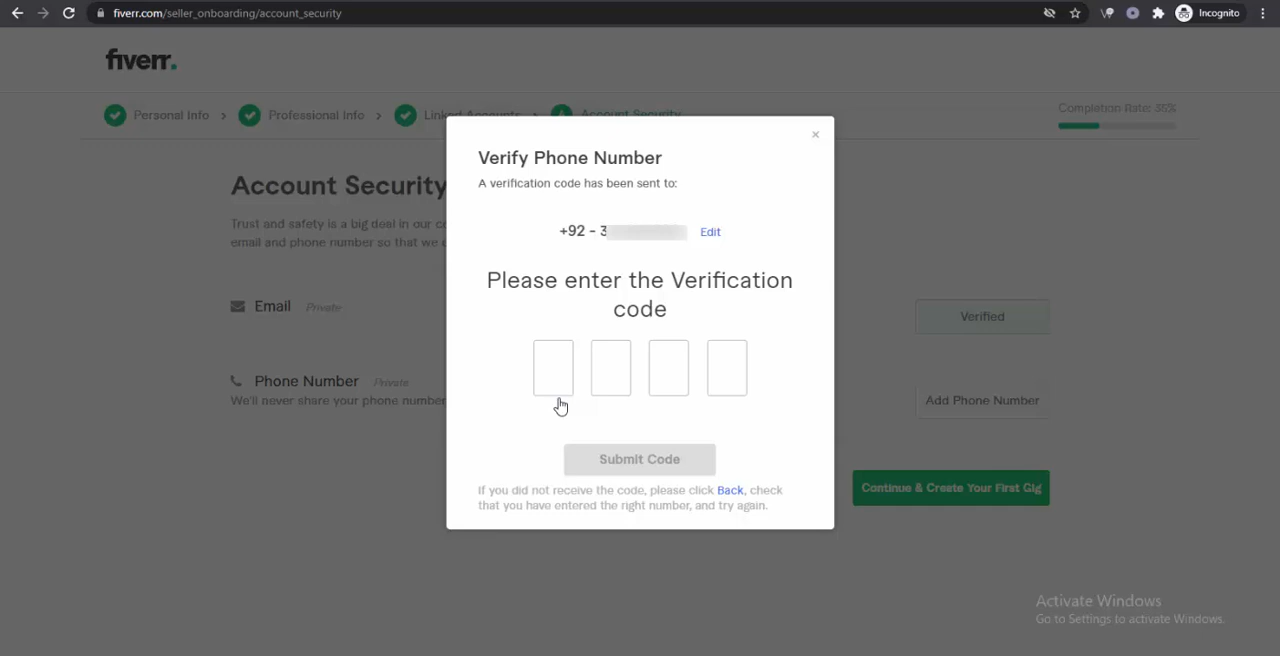 fiverr.com/seller_onboarding/account_security
Incognito
fiverr.
Personal Info
Professional Info
Linked Accounts
Account Security
Completion Rate: 35%
Verify Phone Number
A verification code has been sent to:
+92 - 3
Edit
Please enter the Verification
code
Submit Code
If you did not receive the code, please click Back, check
that you have entered the right number, and try again.
Account Security
Trust and safety is a big deal in our
email and phone number so that we
Email Private
Verified
Phone Number Private
We'll never share your phone number
Add Phone Number
Continue & Create Your First Gig
Activate Windows
Go to Settings to activate Windows.